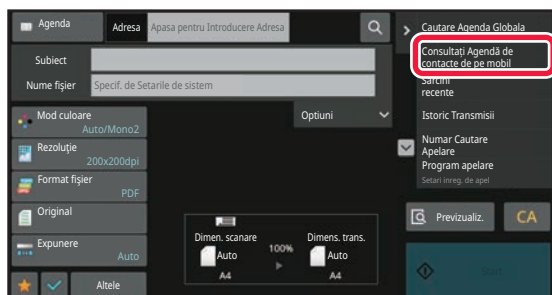 Agenda
Adresa
Apasa pentru Introducere Adresa
Subiect
Nume fișier
Specif. de Setarile de sistem
Mod culoare
Auto/Mono2
Rezoluție
200x200dpi
Format fișier
PDF
Original
Expunere
Auto
Altele
Optiuni
Dimen. scanare
Auto
A4
100%
Dimens. trans.
Auto
A4
Cautare Agenda Globala
Consultați Agendă de
contacte de pe mobil
Sarcini
recente
Istoric Transmisii
Numar Cautare
Apelare
Program apelare
Setari inreg. de apel
Previzualiz.
CA
Start